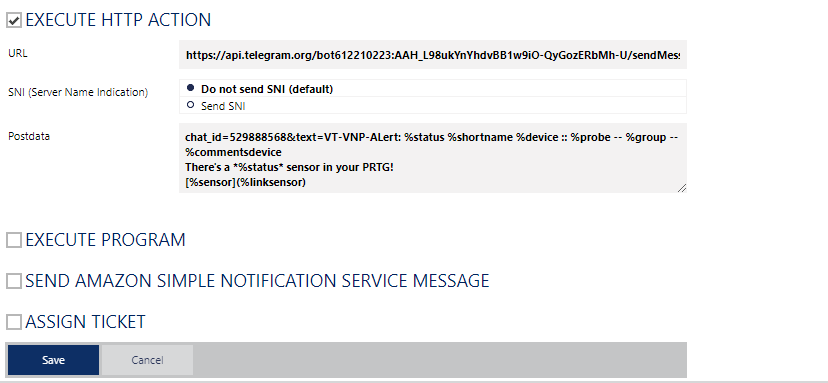 EXECUTE HTTP ACTION
URL
https://api.telegram.org/bot612210223:AAH_L98ukYnYhdvBB1w9iO-QyGozERbMh-U/sendMess
SNI (Server Name Indication)
Do not send SNI (default)
Send SNI
Postdata
chat_id=529888568&text=VT-VNP-ALert: %status %shortname %device :: %probe -- %group --
%commentsdevice
There's a *%status* sensor in your PRTG!
[%sensor](%linksensor)
EXECUTE PROGRAM
SEND AMAZON SIMPLE NOTIFICATION SERVICE MESSAGE
ASSIGN TICKET
Save
Cancel